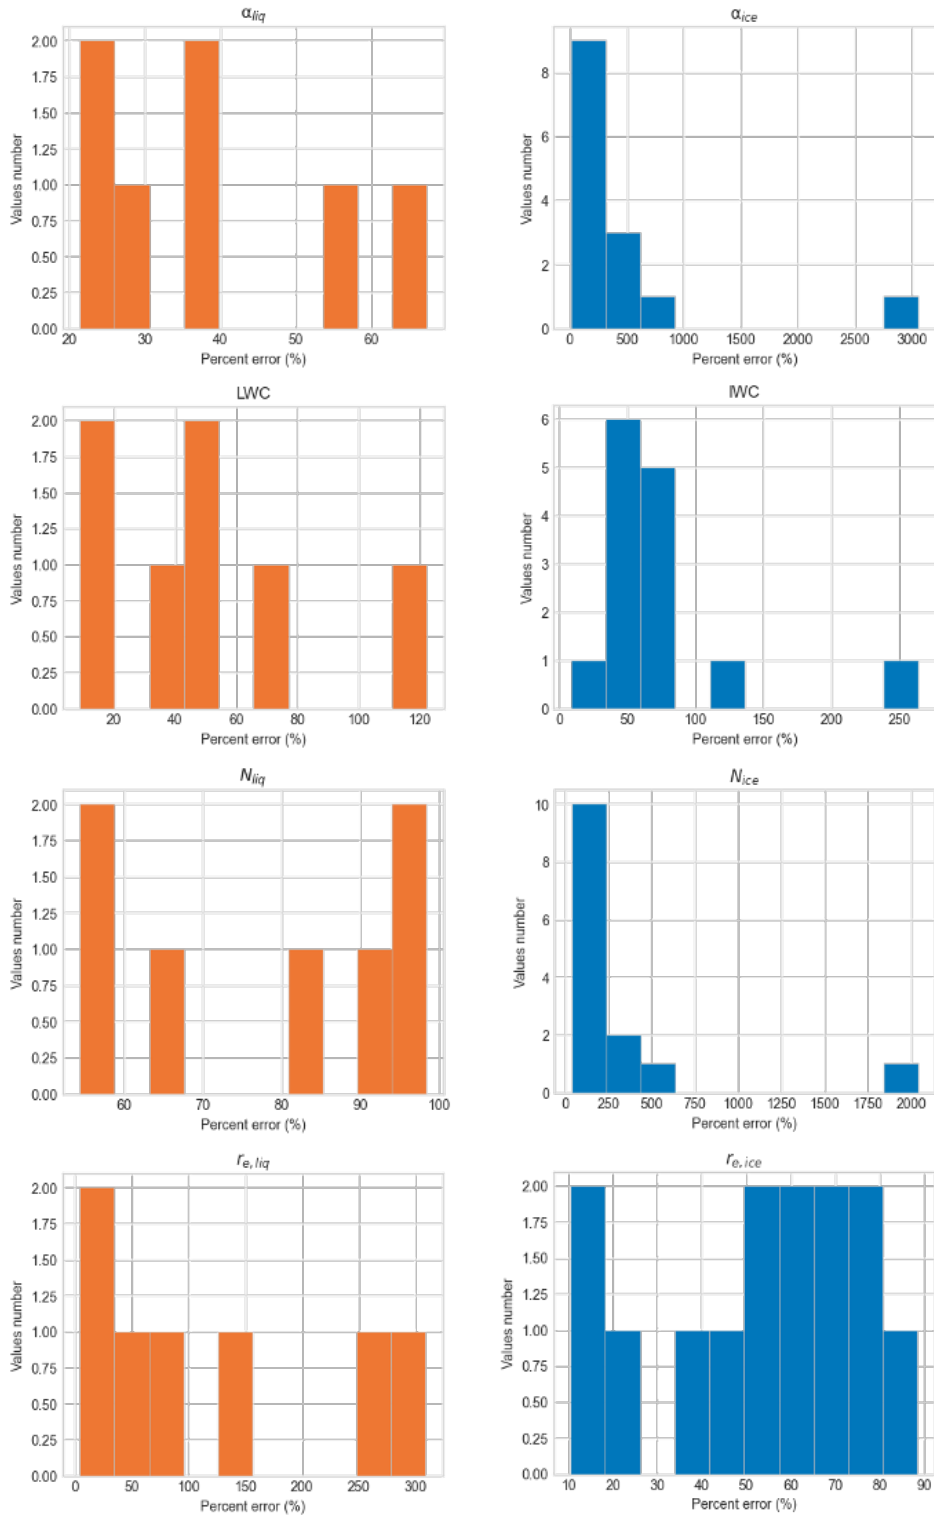 α_liq
2.00
1.75
1.50
1.25
1.00
0.75
0.50
0.25
0.00
Values number
20 30 40 50 60
Percent error (%)
α_ice
8
6
4
2
0
Values number
0 500 1000 1500 2000 2500 3000
Percent error (%)
LWC
2.00
1.75
1.50
1.25
1.00
0.75
0.50
0.25
0.00
Values number
20 40 60 80 100 120
Percent error (%)
IWC
6
5
4
3
2
1
0
Values number
0 50 100 150 200 250
Percent error (%)
N_liq
2.00
1.75
1.50
1.25
1.00
0.75
0.50
0.25
0.00
Values number
60 70 80 90 100
Percent error (%)
N_ice
10
8
6
4
2
0
Values number
0 250 500 750 1000 1250 1500 1750 2000
Percent error (%)
r_e, liq
2.00
1.75
1.50
1.25
1.00
0.75
0.50
0.25
0.00
Values number
0 50 100 150 200 250 300
Percent error (%)
r_e, ice
2.00
1.75
1.50
1.25
1.00
0.75
0.50
0.25
0.00
Values number
10 20 30 40 50 60 70 80 90
Percent error (%)